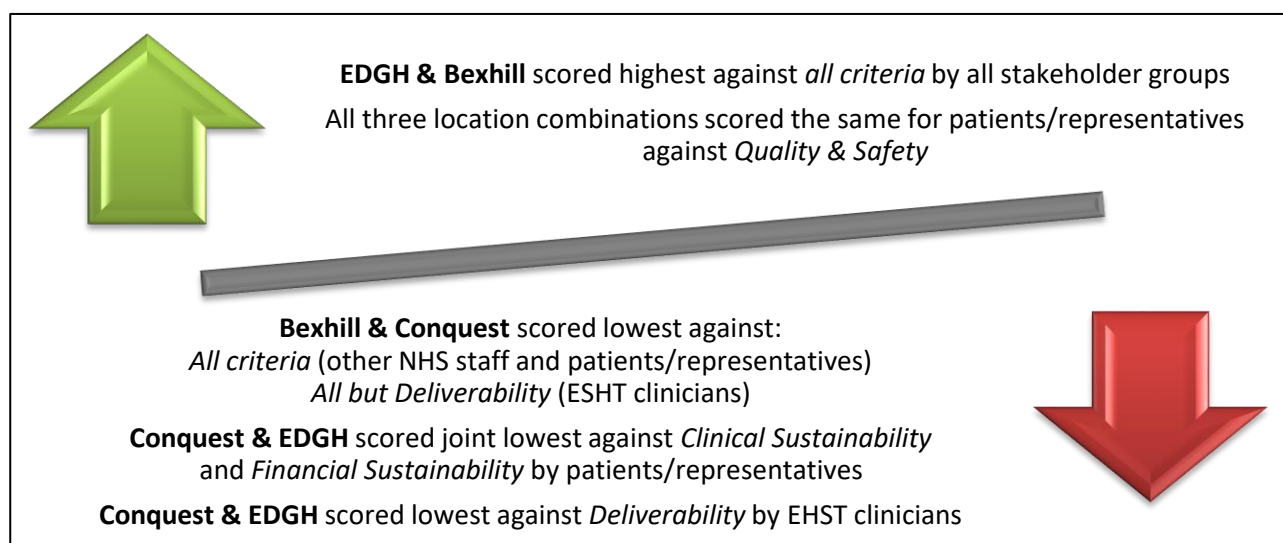 EDGH & Bexhill scored highest against all criteria by all stakeholder groups
All three location combinations scored the same for patients/representatives
against Quality & Safety
Bexhill & Conquest scored lowest against:
All criteria (other NHS staff and patients/representatives)
All but Deliverability (ESHT clinicians)
Conquest & EDGH scored joint lowest against Clinical Sustainability
and Financial Sustainability by patients/representatives
Conquest & EDGH scored lowest against Deliverability by EHST clinicians